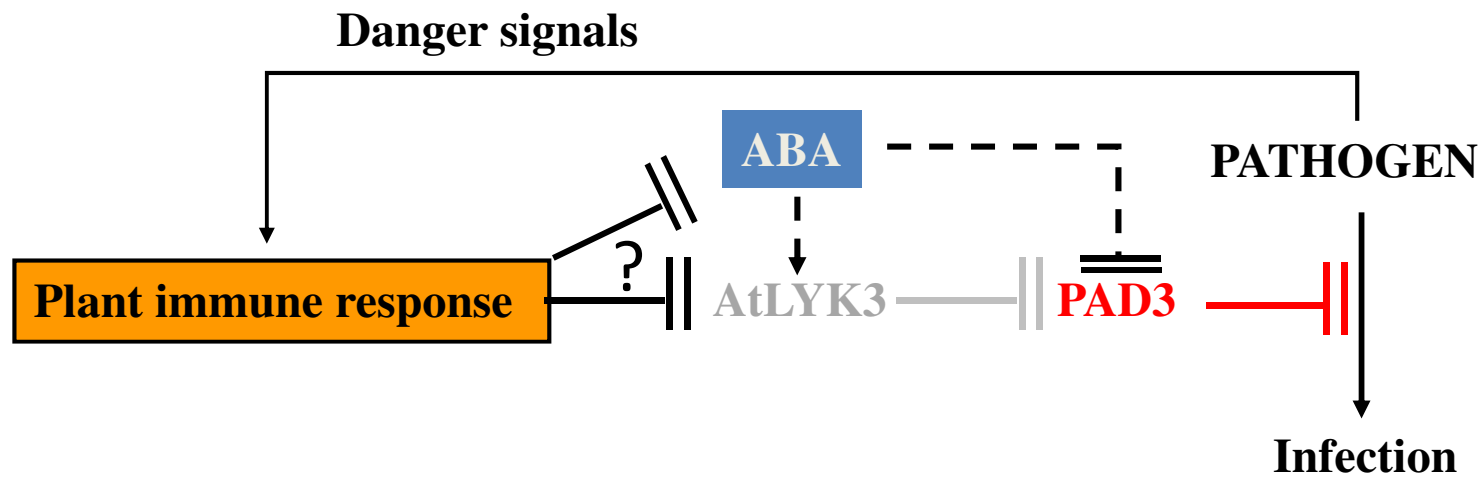 Danger signals
ABA
PATHOGEN
?
Plant immune response
AtLYK3
PAD3
Infection